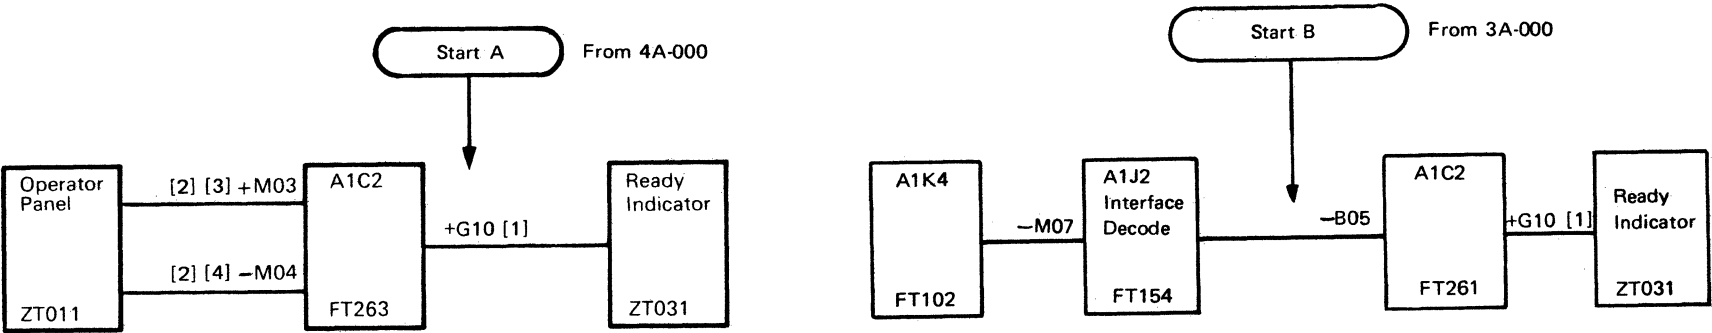 Start A
From 4A-000
Operator
Panel
ZT011
[2] [3] +M03
[2] [4] −M04
A1C2
FT263
+G10 [1]
Ready
Indicator
ZT031
Start B
From 3A-000
A1K4
FT102
−M07
A1J2
Interface
Decode
FT154
−B05
A1C2
FT261
+G10 [1]
Ready
Indicator
ZT031